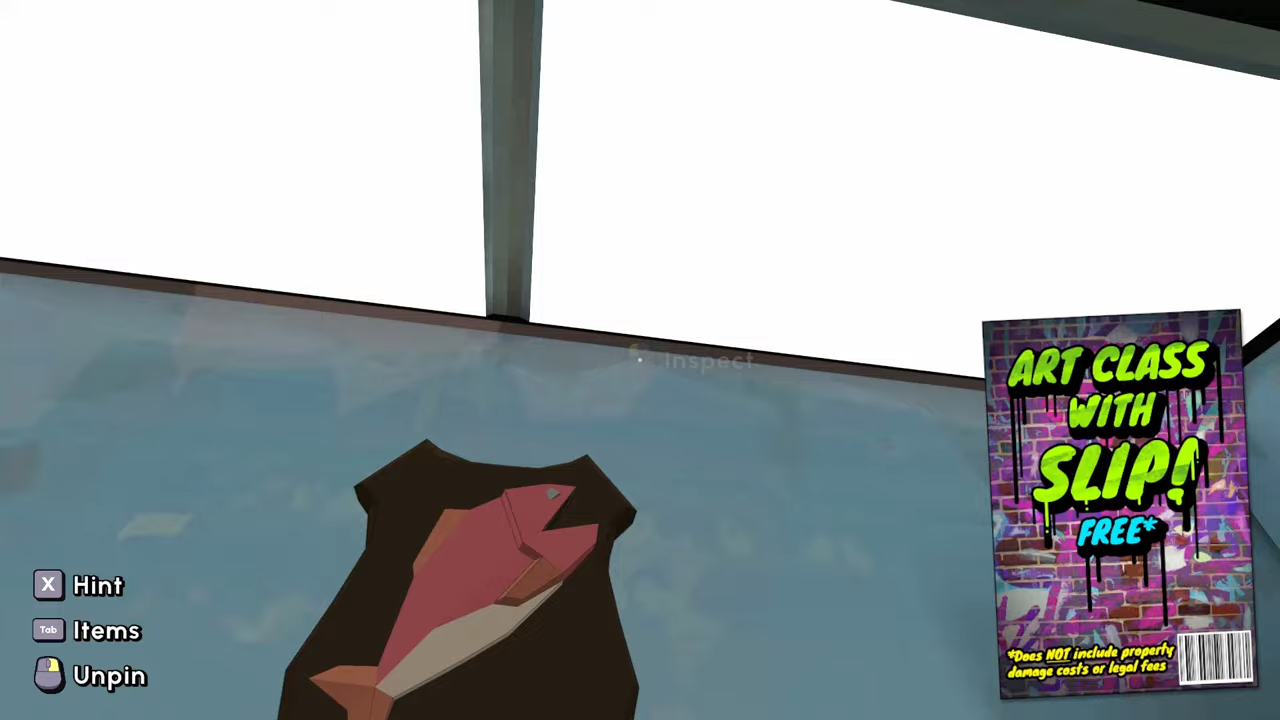 Inspect
ART CLASS
WITH
SLIP!
FREE*
*Does NOT include property
damage costs or legal fees
X Hint
Tab Items
Unpin